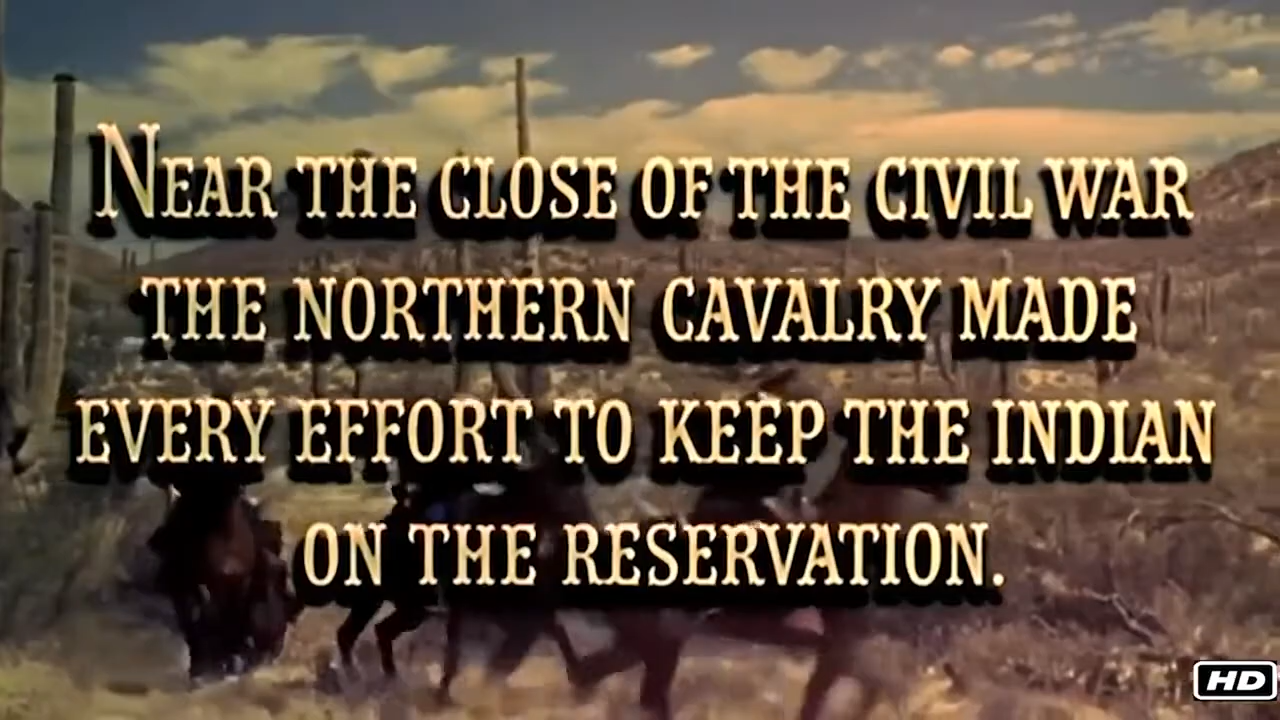 NEAR THE CLOSE OF THE CIVIL WAR
THE NORTHERN CAVALRY MADE
EVERY EFFORT TO KEEP THE INDIAN
ON THE RESERVATION.
HD